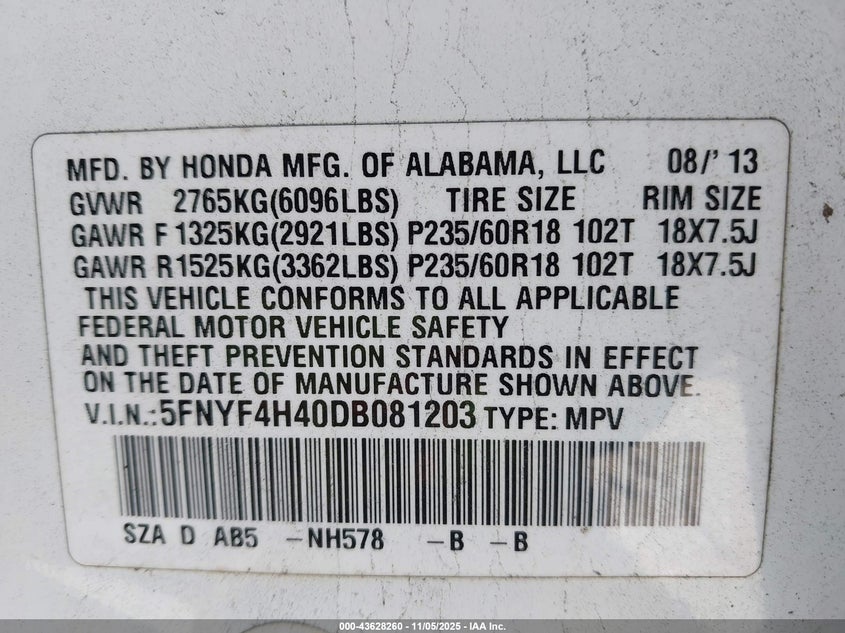 MFD. BY HONDA MFG. OF ALABAMA, LLC 08/' 13
GVWR 2765KG(6096LBS) TIRE SIZE RIM SIZE
GAWR F 1325KG(2921LBS) P235/60R18 102T 18X7.5J
GAWR R1525KG(3362LBS) P235/60R18 102T 18X7.5J
THIS VEHICLE CONFORMS TO ALL APPLICABLE
FEDERAL MOTOR VEHICLE SAFETY
AND THEFT PREVENTION STANDARDS IN EFFECT
ON THE DATE OF MANUFACTURE SHOWN ABOVE.
V.I.N.:5FNYF4H40DB081203 TYPE: MPV
SZA D AB5 -NH578 -B -B
000-43628260 - 11/05/2025 - IAA Inc.